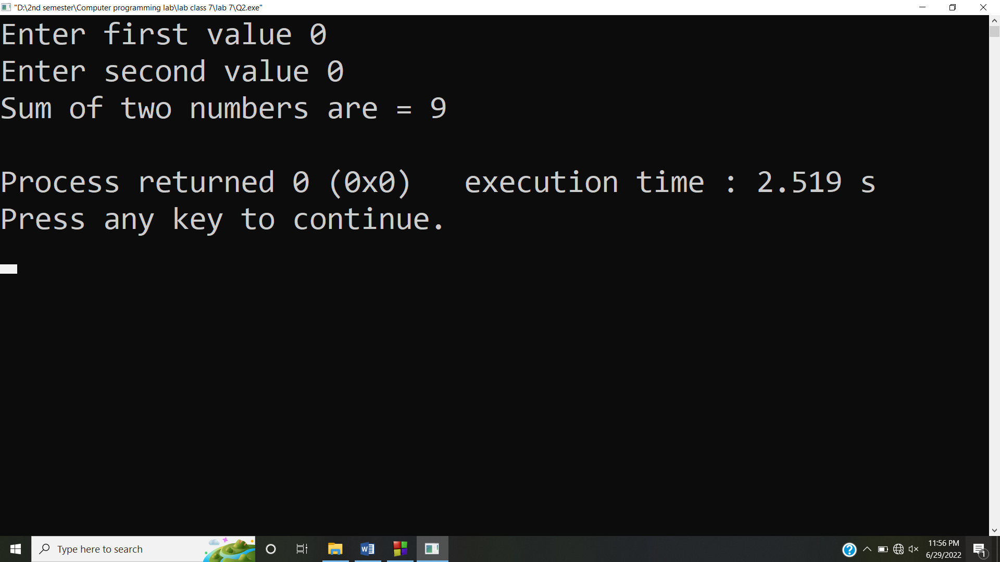 "D:\2nd semester\Computer programming lab\lab class 7\lab 7\Q2.exe"
Enter first value 0
Enter second value 0
Sum of two numbers are = 9
Process returned 0 (0x0)   execution time : 2.519 s
Press any key to continue.
Type here to search
11:56 PM
6/29/2022
1